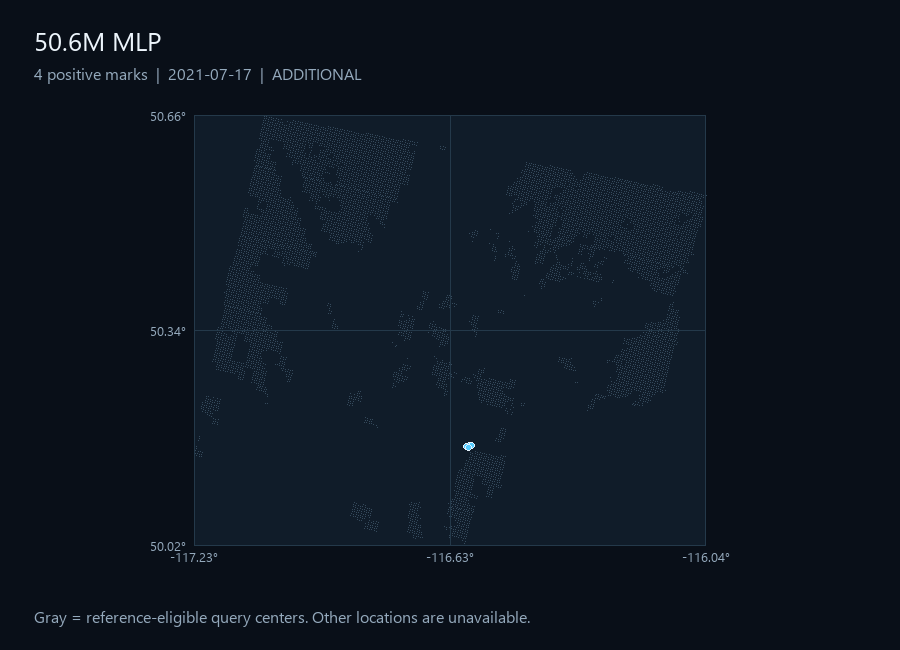 50.6M MLP
4 positive marks | 2021-07-17 | ADDITIONAL
50.66°
50.34°
50.02°
-117.23°
-116.63°
-116.04°
Gray = reference-eligible query centers. Other locations are unavailable.